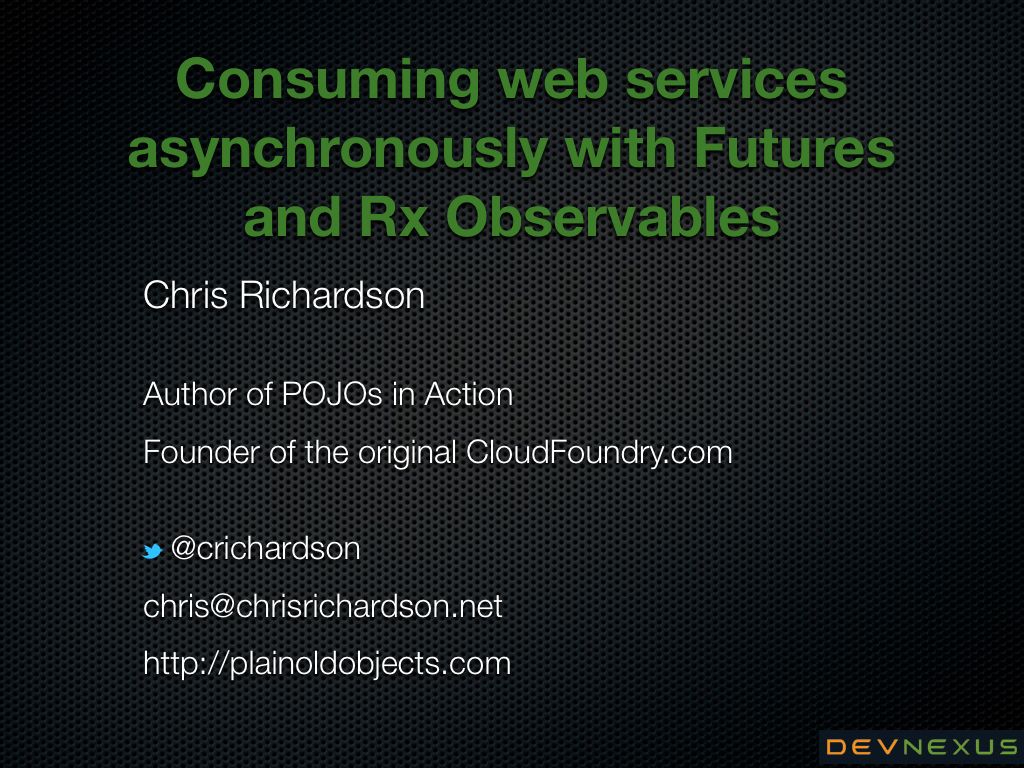 Consuming web services
asynchronously with Futures
and Rx Observables
Chris Richardson
Author of POJOs in Action
Founder of the original CloudFoundry.com
@crichardson
chris@chrisrichardson.net
http://plainoldobjects.com
DEVNEXUS